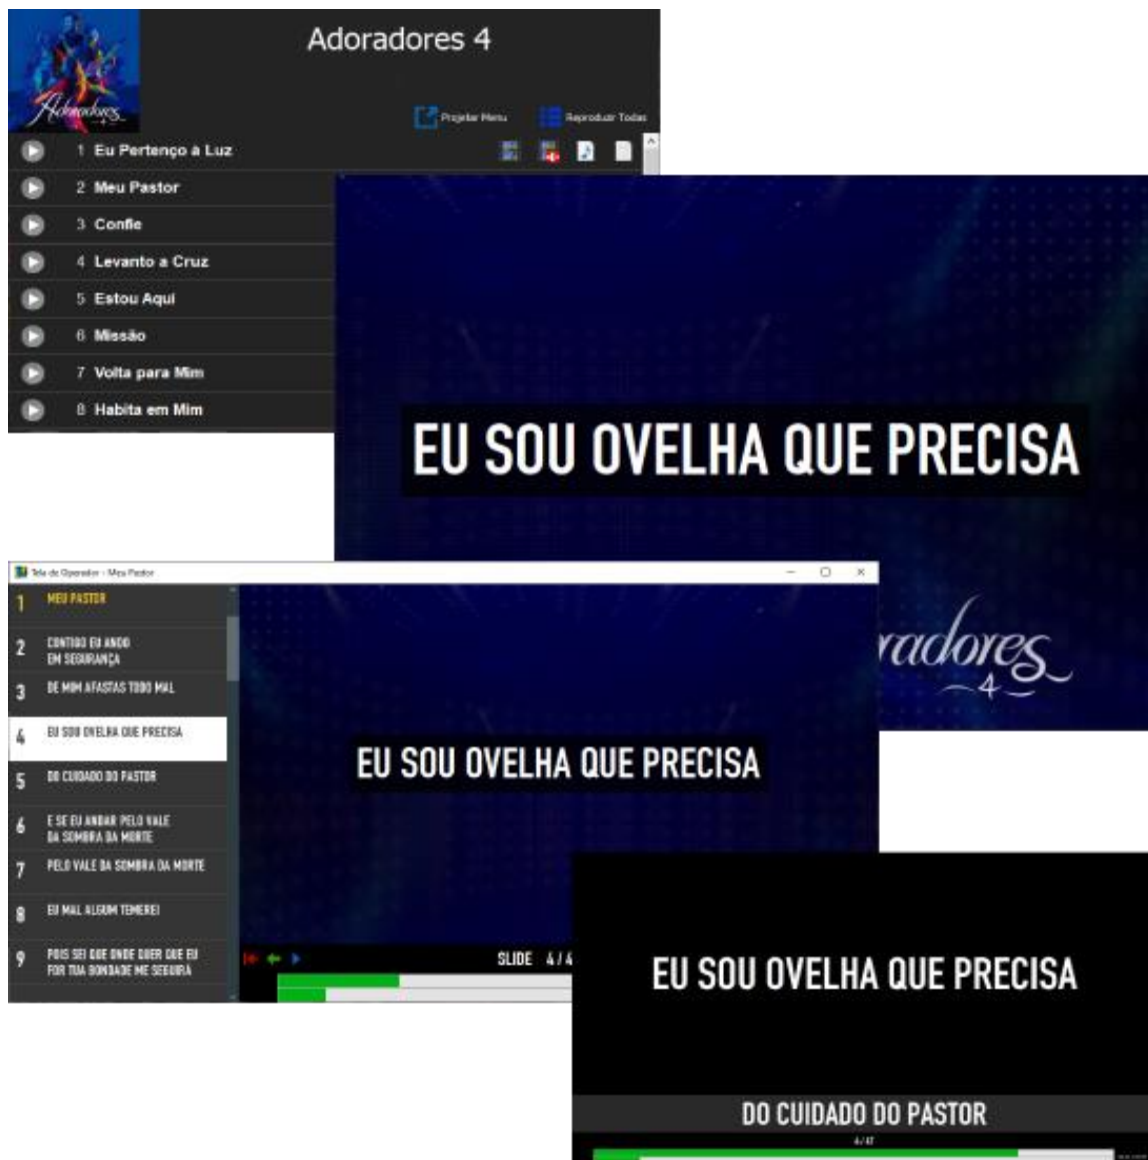 Adoradores 4
Adoradores
4
Projetar Menu
Reproduzir Todas
1 Eu Pertenço à Luz
2 Meu Pastor
3 Confie
4 Levanto a Cruz
5 Estou Aqui
6 Missão
7 Volta para Mim
8 Habita em Mim
EU SOU OVELHA QUE PRECISA
radores
4
Tela de Operador - Meu Pastor
1 MEU PASTOR
2 CONTIGO EU ANDO
EM SEGURANÇA
3 DE MIM AFASTAS TODO MAL
4 EU SOU OVELHA QUE PRECISA
5 DO CUIDADO DO PASTOR
6 E SE EU ANDAR PELO VALE
DA SOMBRA DA MORTE
7 PELO VALE DA SOMBRA DA MORTE
8 EU MAL ALGUM TEMEREI
9 POIS SEI QUE ONDE QUER QUE EU
FOR TUA BONDADE ME SEGUIRÁ
EU SOU OVELHA QUE PRECISA
SLIDE 4 / 4
EU SOU OVELHA QUE PRECISA
DO CUIDADO DO PASTOR
4/47